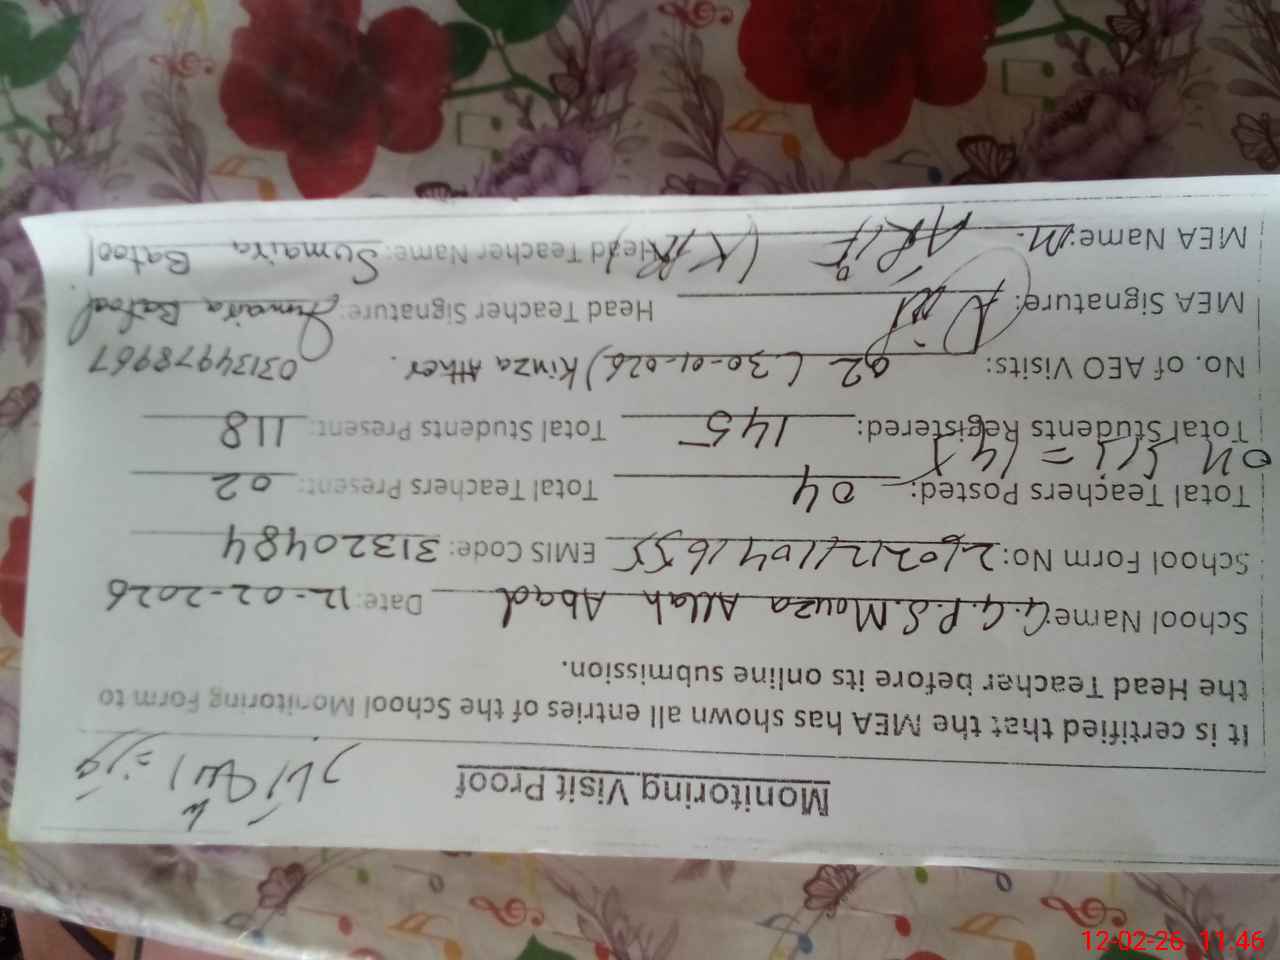 Monitoring Visit Proof
It is certified that the MEA has shown all entries of the School Monitoring Form to
the Head Teacher before its online submission.
School Name: G.G.P.S. Mouza Allah Abad Date: 12-02-2026
School Form No: EMIS Code: 31320484
Total Teachers Posted: 04 Total Teachers Present: 02
Total Students Registered: 145 Total Students Present: 118
No. of AEO Visits: 02 (30-01-026) Kinza Ather. 03134978967
MEA Signature: Head Teacher Signature: Sumaira Batool
MEA Name: M. ARIF Head Teacher Name: Sumaira Batool
12-02-26 11:46